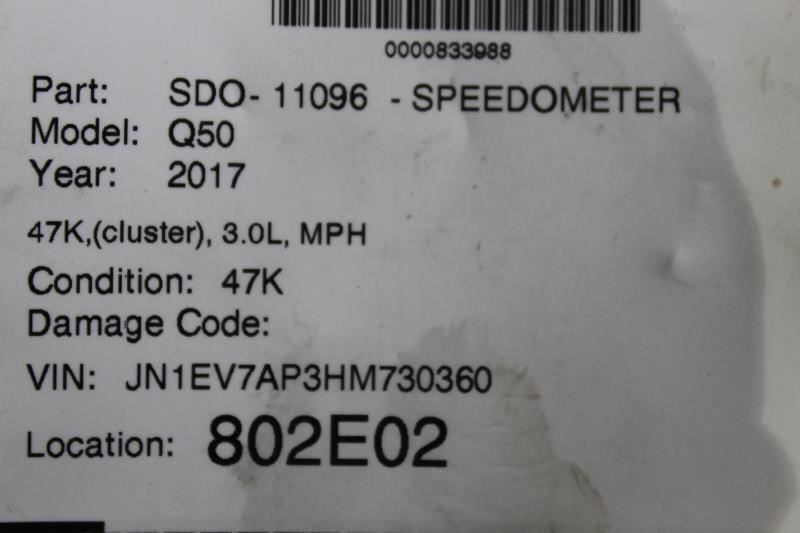 0000833988
Part: SDO- 11096 - SPEEDOMETER
Model: Q50
Year: 2017
47K,(cluster), 3.0L, MPH
Condition: 47K
Damage Code:
VIN: JN1EV7AP3HM730360
Location: 802E02